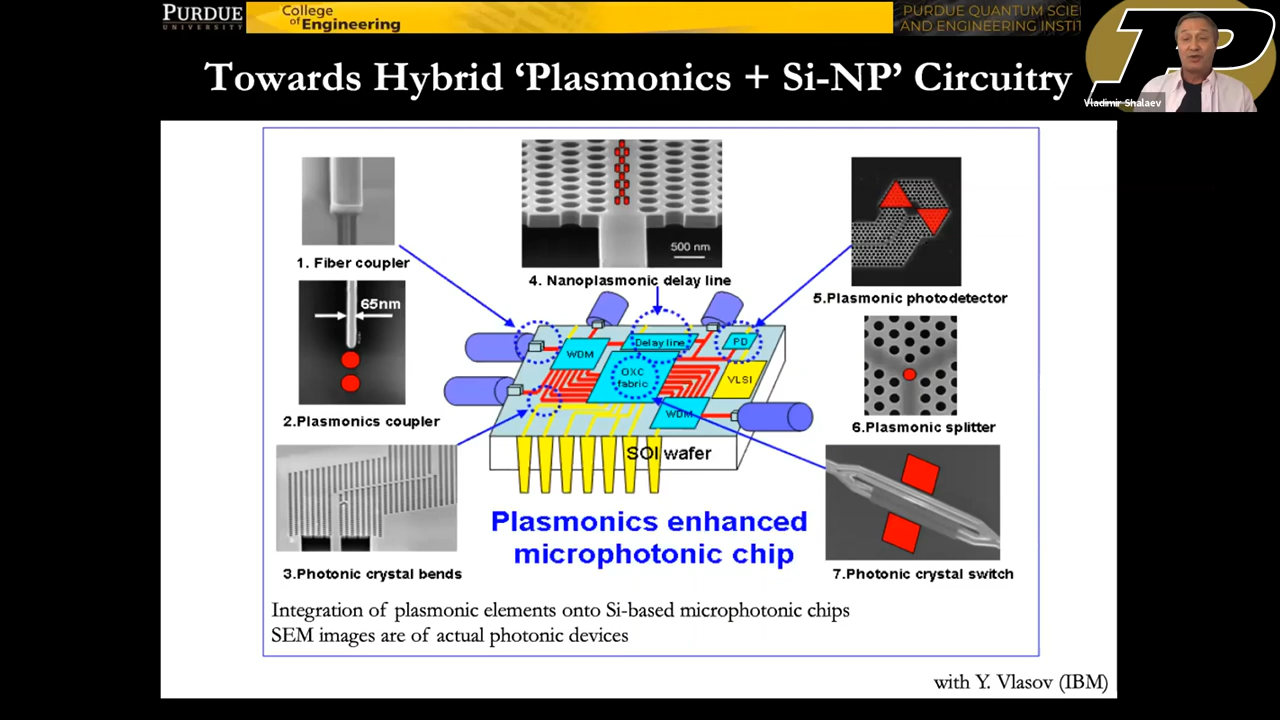 PURDUE
UNIVERSITY
College
of Engineering
PURDUE QUANTUM SCIE
AND ENGINEERING INSTIT
Vladimir Shalaev
Towards Hybrid ‘Plasmonics + Si-NP’ Circuitry
500 nm
1. Fiber coupler
4. Nanoplasmonic delay line
5.Plasmonic photodetector
65nm
WDM
Delay line
PD
OXC
fabric
VLSI
WDM
2.Plasmonics coupler
6.Plasmonic splitter
SOI wafer
Plasmonics enhanced
microphotonic chip
3.Photonic crystal bends
7.Photonic crystal switch
Integration of plasmonic elements onto Si-based microphotonic chips
SEM images are of actual photonic devices
with Y. Vlasov (IBM)